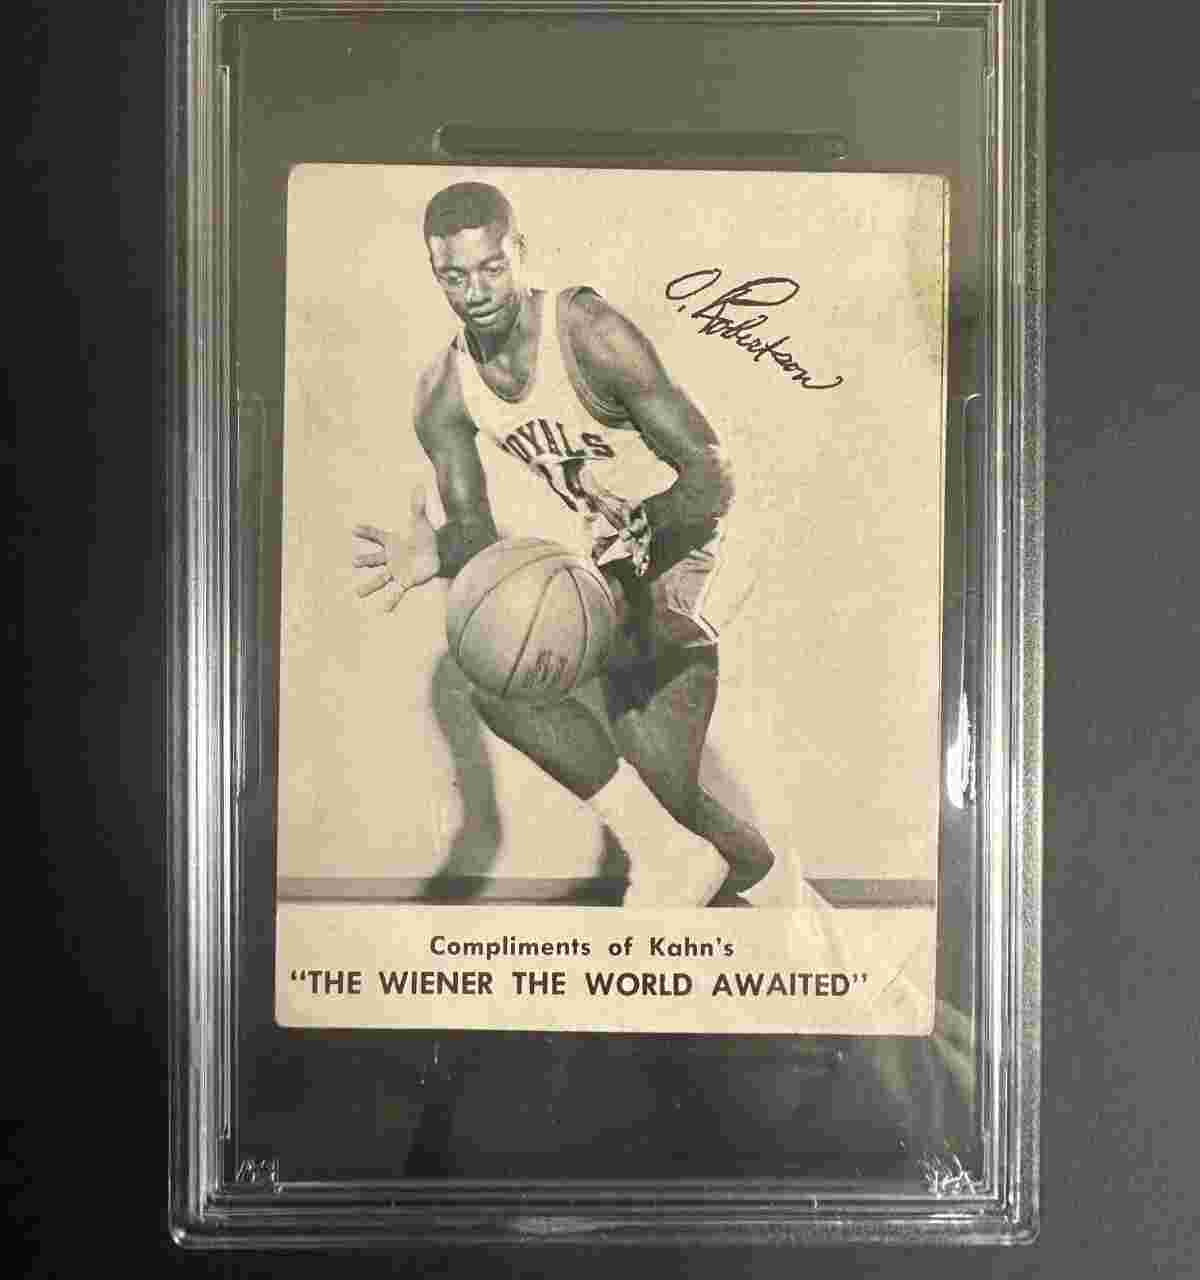 O. Robertson
ROYALS
Compliments of Kahn's
"THE WIENER THE WORLD AWAITED"